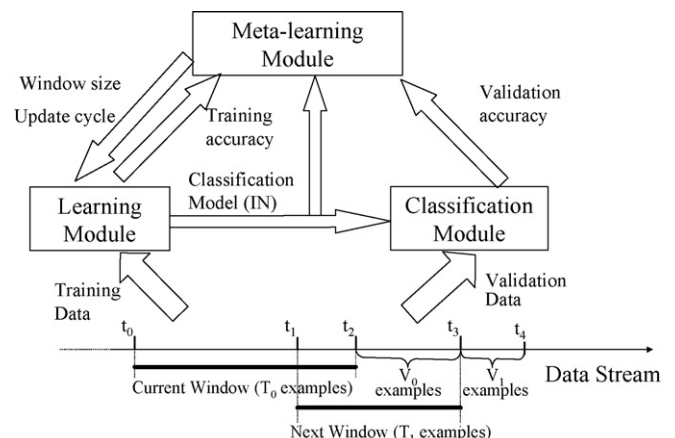 Meta-learning
Module
Window size
Update cycle
Training
accuracy
Validation
accuracy
Classification
Model (IN)
Learning
Module
Classification
Module
Training
Data
Validation
Data
t0 t1 t2 t3 t4
Current Window (T0 examples)
V0
examples
V1
examples
Data Stream
Next Window (T1 examples)